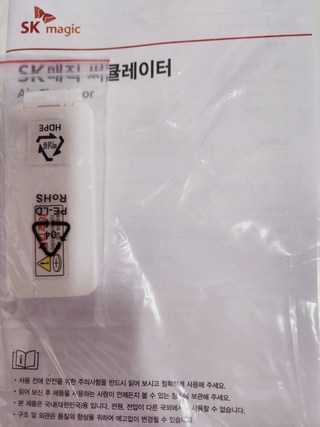 SK magic
SK매직 써큘레이터
HDPE
RoHS
PE-LD
04
• 사용 전에 안전을 위한 주의사항을 반드시 읽어 보시고 정확하게 사용해 주세요.
• 읽어 보신 후 제품을 사용하는 사람이 언제든지 볼 수 있는 장소에 보관해 주세요.
• 본 제품은 국내(대한민국)용 입니다. 전원, 전압이 다른 국외에서 사용할 수 없습니다.
• 구조 및 외관은 품질의 향상을 위하여 예고없이 변경될 수 있습니다.